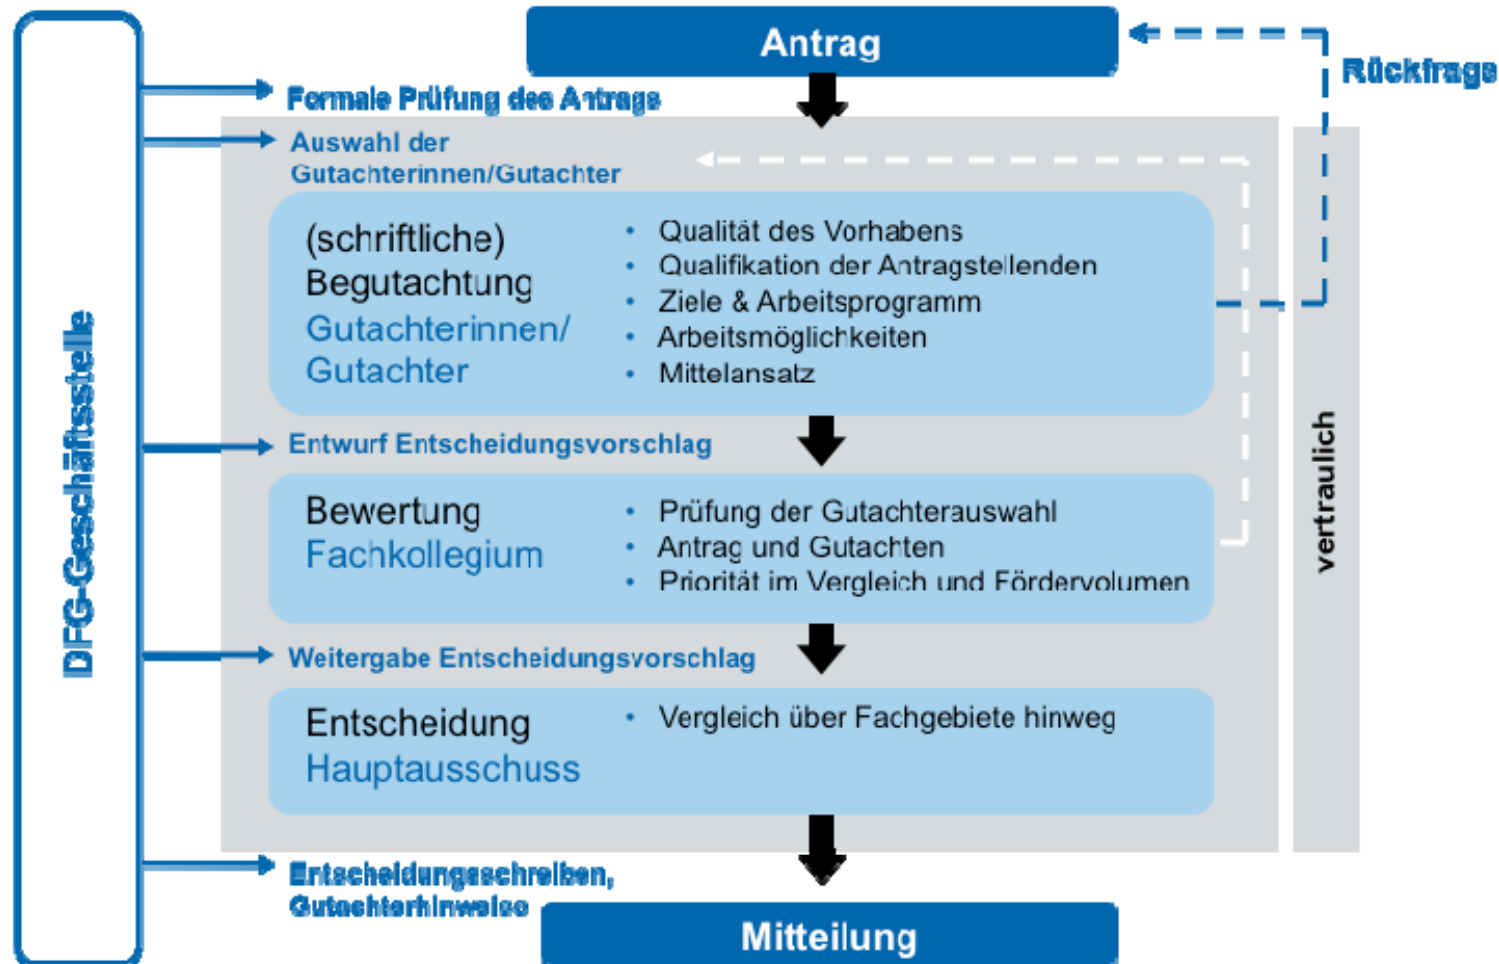 Antrag
Rückfrage
Formale Prüfung des Antrags
Auswahl der
Gutachterinnen/Gutachter
(schriftliche)
Begutachtung
Gutachterinnen/
Gutachter
• Qualität des Vorhabens
• Qualifikation der Antragstellenden
• Ziele & Arbeitsprogramm
• Arbeitsmöglichkeiten
• Mittelansatz
Entwurf Entscheidungsvorschlag
Bewertung
Fachkollegium
• Prüfung der Gutachterauswahl
• Antrag und Gutachten
• Priorität im Vergleich und Fördervolumen
Weitergabe Entscheidungsvorschlag
Entscheidung
Hauptausschuss
• Vergleich über Fachgebiete hinweg
Entscheidungsschreiben,
Gutachterhinweise
Mitteilung
DFG-Geschäftsstelle
vertraulich